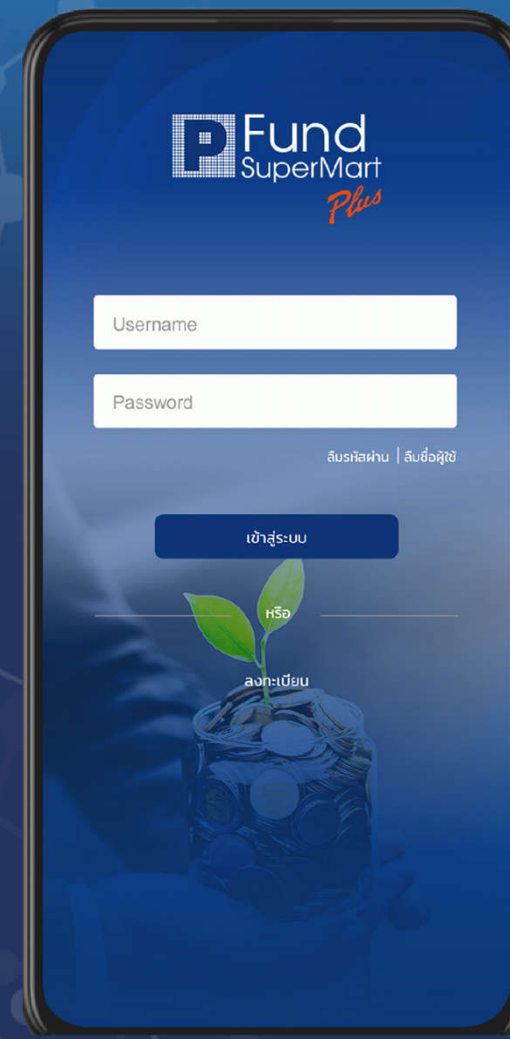 P Fund
SuperMart
Plus
Username
Password
ลืมรหัสผ่าน | ลืมชื่อผู้ใช้
เข้าสู่ระบบ
หรือ
ลงทะเบียน